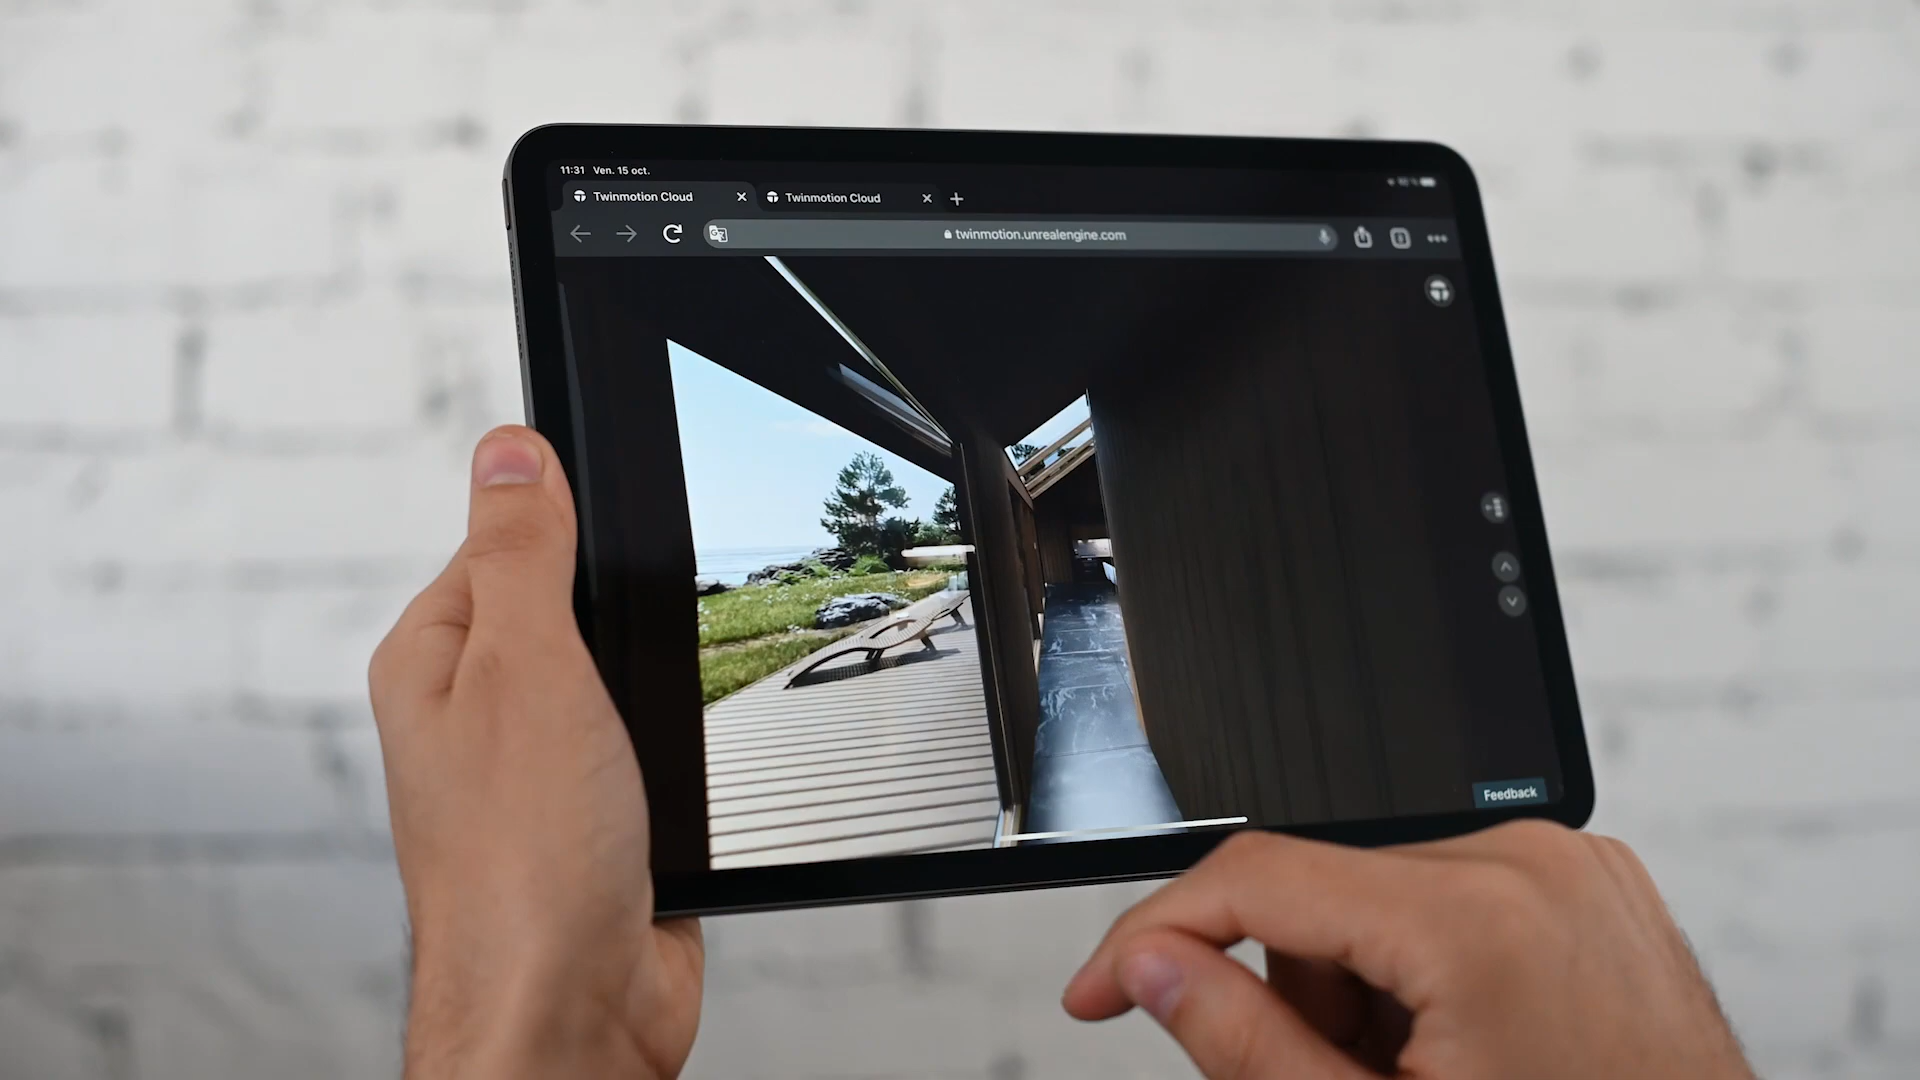 11:31 Ven. 15 oct.
Twinmotion Cloud
Twinmotion Cloud
twinmotion.unrealengine.com
Feedback